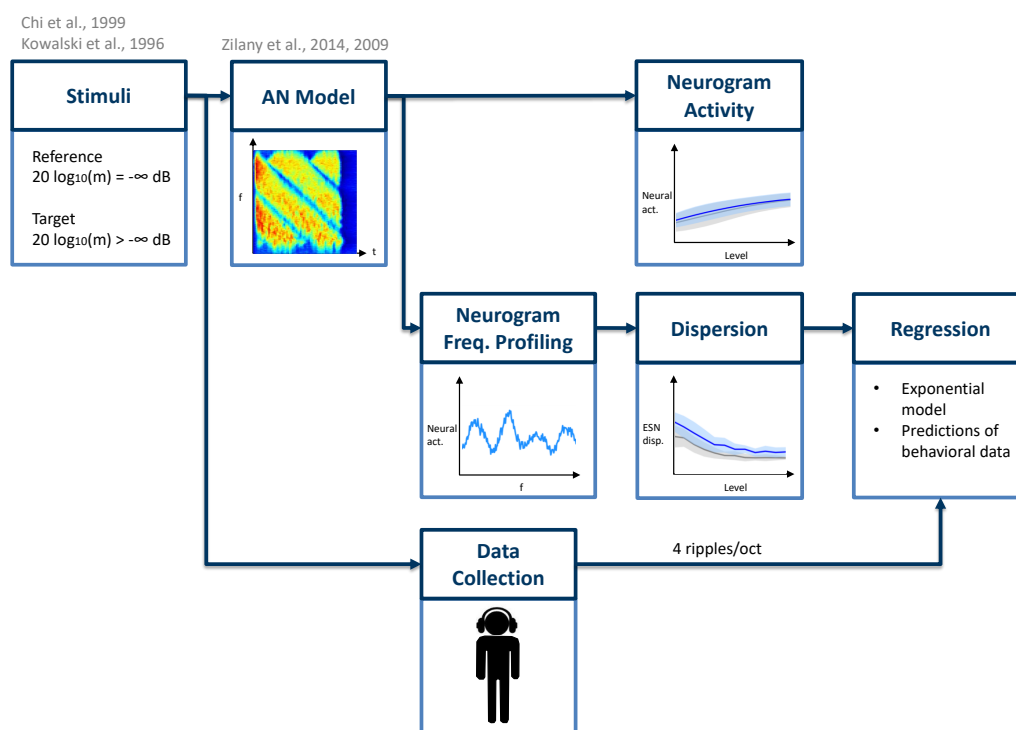 Chi et al., 1999
Kowalski et al., 1996
Zilany et al., 2014, 2009
Stimuli
AN Model
Neurogram
Activity
Reference
20 log₁₀(m) = -∞ dB
Target
20 log₁₀(m) > -∞ dB
f
t
Neural
act.
Level
Neurogram
Freq. Profiling
Dispersion
Regression
Neural
act.
f
ESN
disp.
Level
• Exponential
model
• Predictions of
behavioral data
Data
Collection
4 ripples/oct